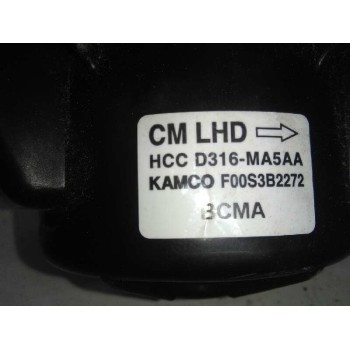 CM LHD ⇨
HCC D316-MA5AA
KAMCO F00S3B2272
BCMA